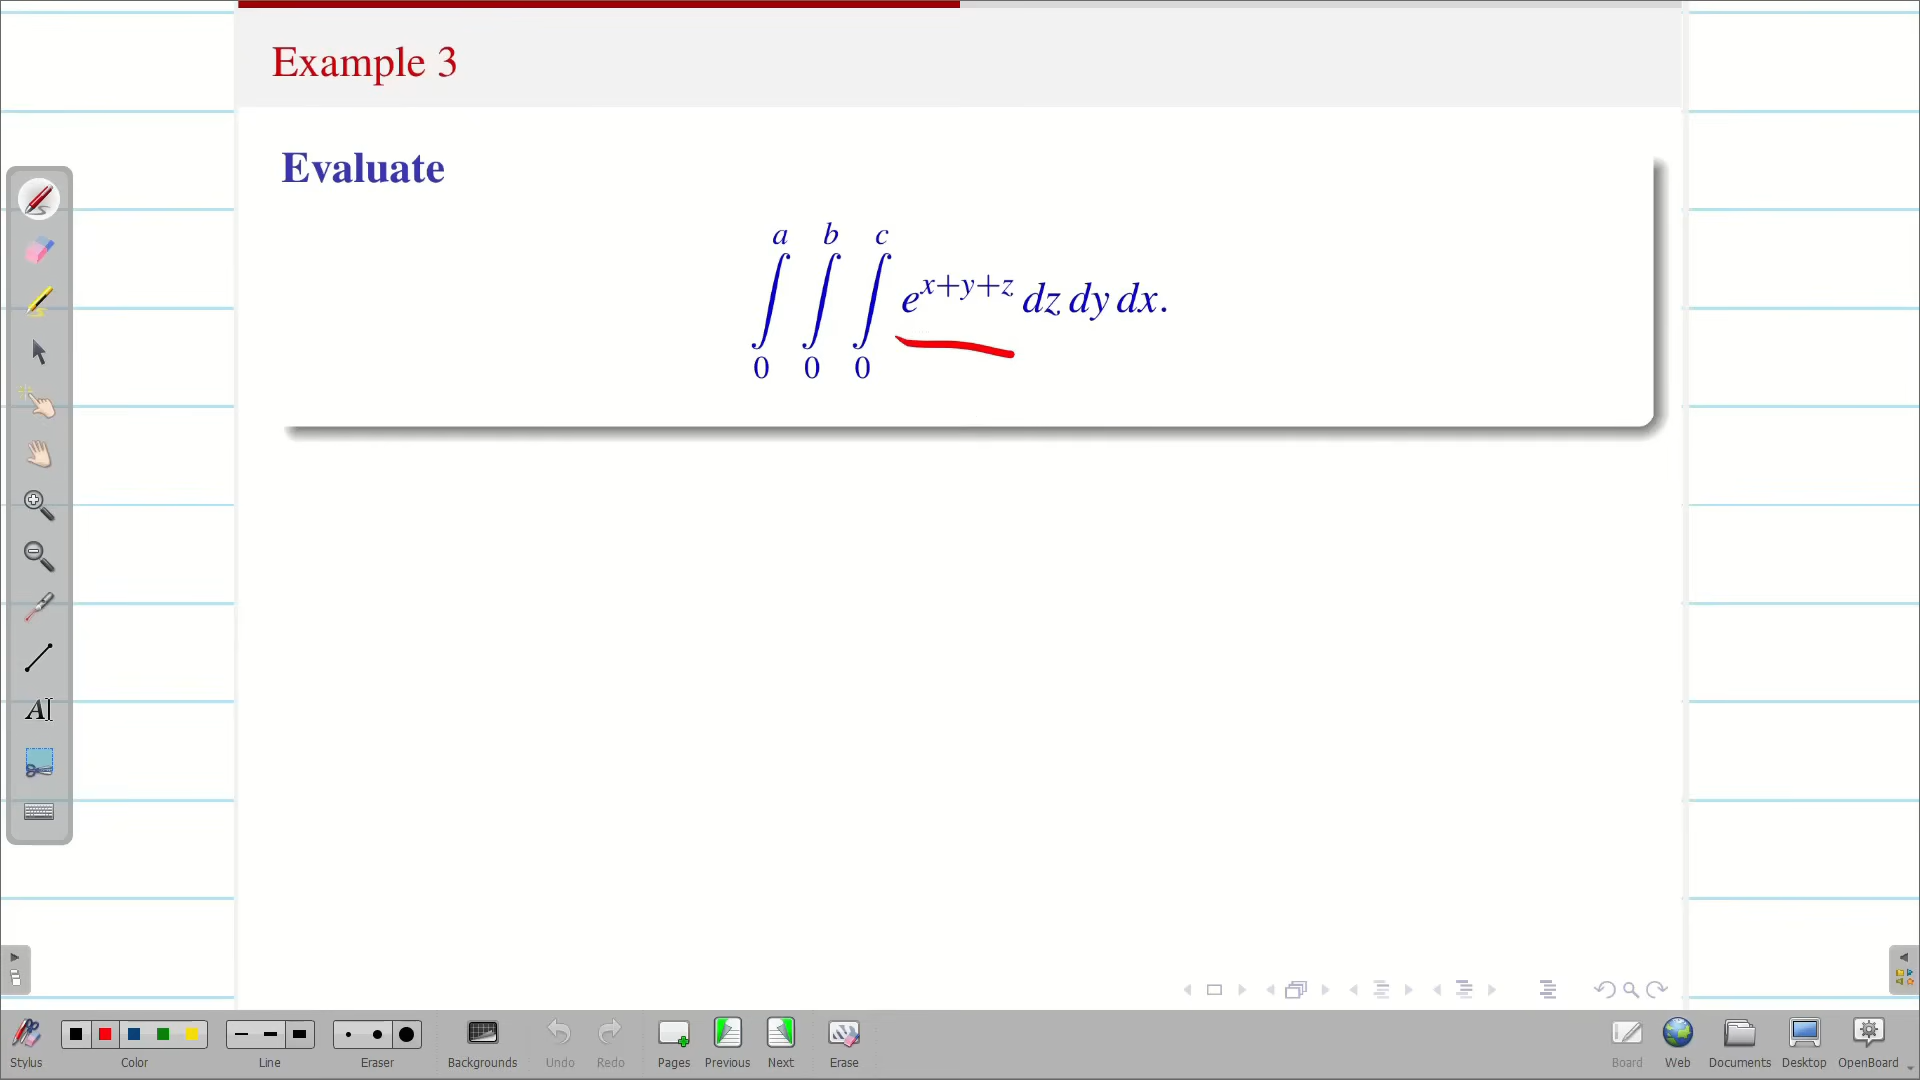 Example 3
Evaluate
∫₀ᵃ ∫₀ᵇ ∫₀ᶜ e^{x+y+z} dz dy dx.
Stylus Color Line Eraser Backgrounds Undo Redo Pages Previous Next Erase Board Web Documents Desktop OpenBoard